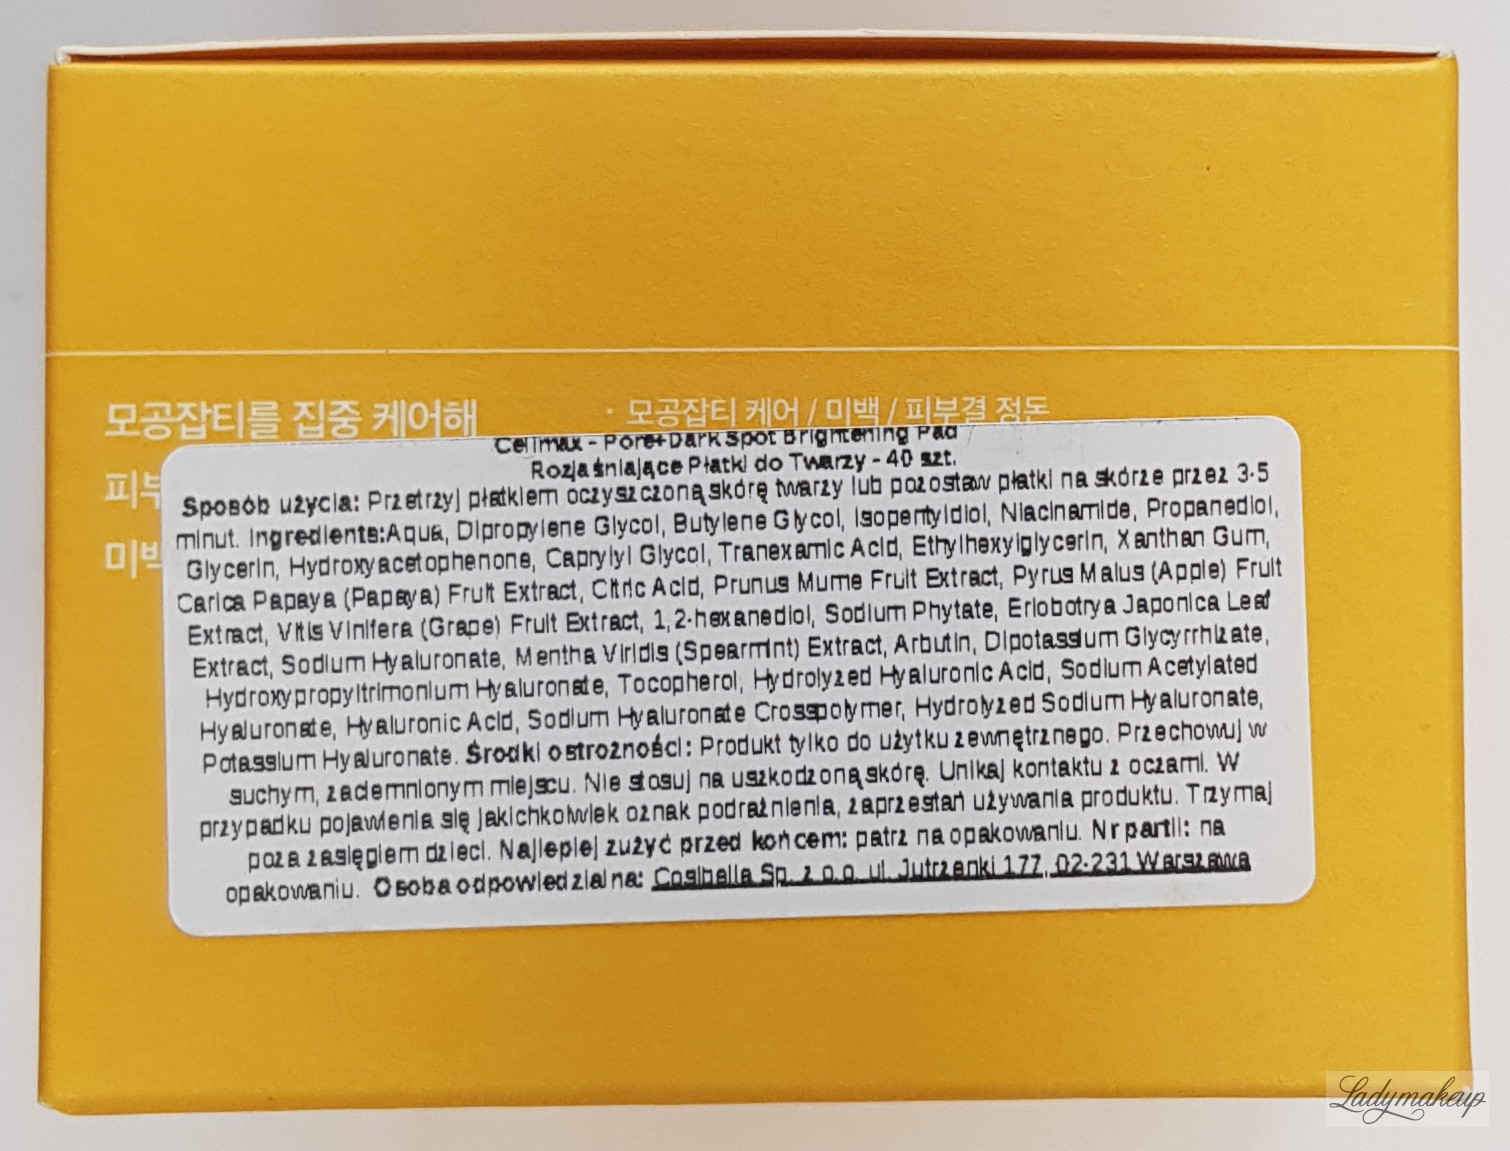 모공잡티를 집중 케어해
· 모공잡티 케어 / 미백 / 피부결 정돈
피부
미백
Celimax - Pore+Dark Spot Brightening Pad
Rozjaśniające Płatki do Twarzy - 40 szt.
Sposób użycia: Przetrzyj płatkiem oczyszczoną skórę twarzy lub pozostaw płatki na skórze przez 3-5
minut. Ingredients:Aqua, Dipropylene Glycol, Butylene Glycol, Isopentyldiol, Niacinamide, Propanediol,
Glycerin, Hydroxyacetophenone, Caprylyl Glycol, Tranexamic Acid, Ethylhexylglycerin, Xanthan Gum,
Carica Papaya (Papaya) Fruit Extract, Citric Acid, Prunus Mume Fruit Extract, Pyrus Malus (Apple) Fruit
Extract, Vitis Vinifera (Grape) Fruit Extract, 1,2-hexanediol, Sodium Phytate, Eriobotrya Japonica Leaf
Extract, Sodium Hyaluronate, Mentha Viridis (Spearmint) Extract, Arbutin, Dipotassium Glycyrrhizate,
Hydroxypropyltrimonium Hyaluronate, Tocopherol, Hydrolyzed Hyaluronic Acid, Sodium Acetylated
Hyaluronate, Hyaluronic Acid, Sodium Hyaluronate Crosspolymer, Hydrolyzed Sodium Hyaluronate,
Potassium Hyaluronate. Środki ostrożności: Produkt tylko do użytku zewnętrznego. Przechowuj w
suchym, zaciemnionym miejscu. Nie stosuj na uszkodzoną skórę. Unikaj kontaktu z oczami. W
przypadku pojawienia się jakichkolwiek oznak podrażnienia, zaprzestań używania produktu. Trzymaj
poza zasięgiem dzieci. Najlepiej zużyć przed końcem: patrz na opakowaniu. Nr partii: na
opakowaniu. Osoba odpowiedzialna: Cosibella Sp. z o.o. ul. Jutrzenki 177, 02-231 Warszawa
Ladymakeup